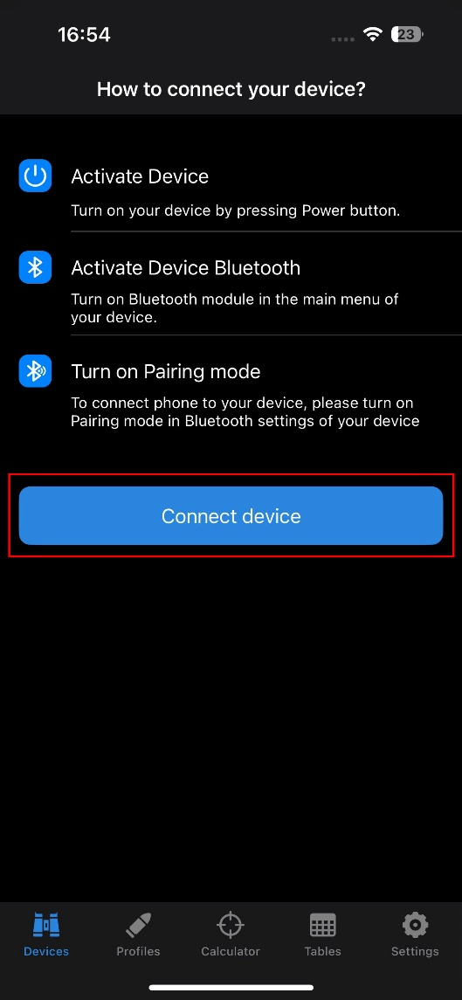 16:54
23
How to connect your device?
Activate Device
Turn on your device by pressing Power button.
Activate Device Bluetooth
Turn on Bluetooth module in the main menu of
your device.
Turn on Pairing mode
To connect phone to your device, please turn on
Pairing mode in Bluetooth settings of your device
Connect device
Devices Profiles Calculator Tables Settings